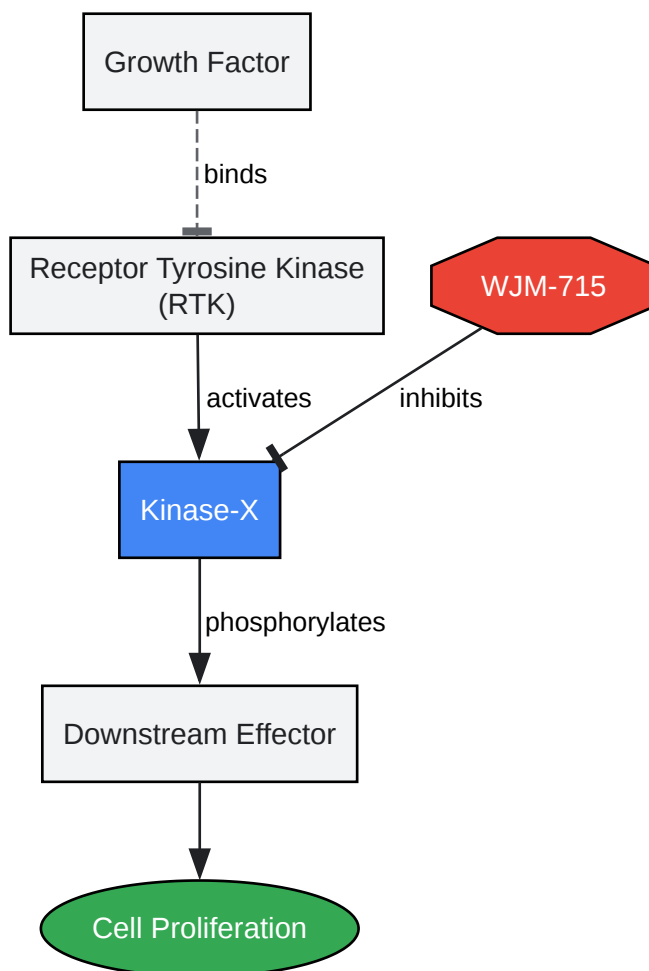 Growth Factor
binds
Receptor Tyrosine Kinase
(RTK)
WJM-715
activates
inhibits
Kinase-X
phosphorylates
Downstream Effector
Cell Proliferation